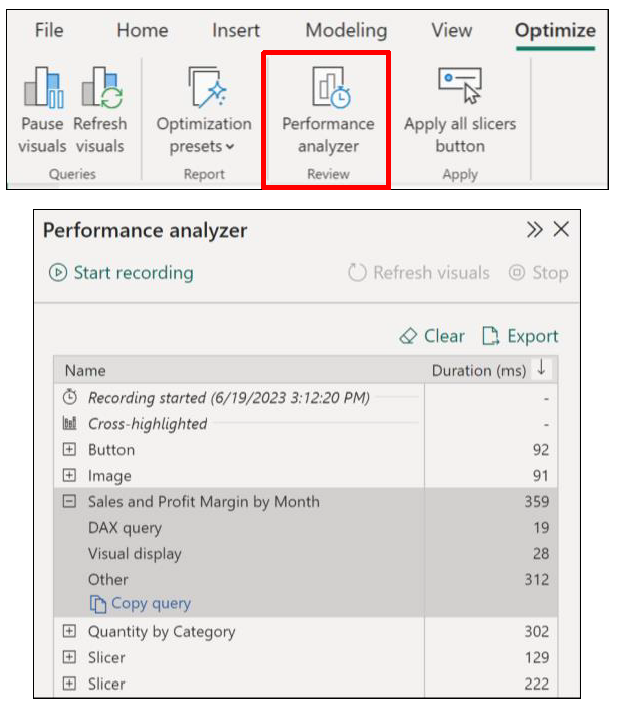 File Home Insert Modeling View Optimize
Pause Refresh Optimization Performance Apply all slicers
visuals visuals presets analyzer button
Queries Report Review Apply
Performance analyzer
Start recording Refresh visuals Stop
Clear Export
Name Duration (ms)
Recording started (6/19/2023 3:12:20 PM) -
Cross-highlighted -
Button 92
Image 91
Sales and Profit Margin by Month 359
DAX query 19
Visual display 28
Other 312
Copy query
Quantity by Category 302
Slicer 129
Slicer 222